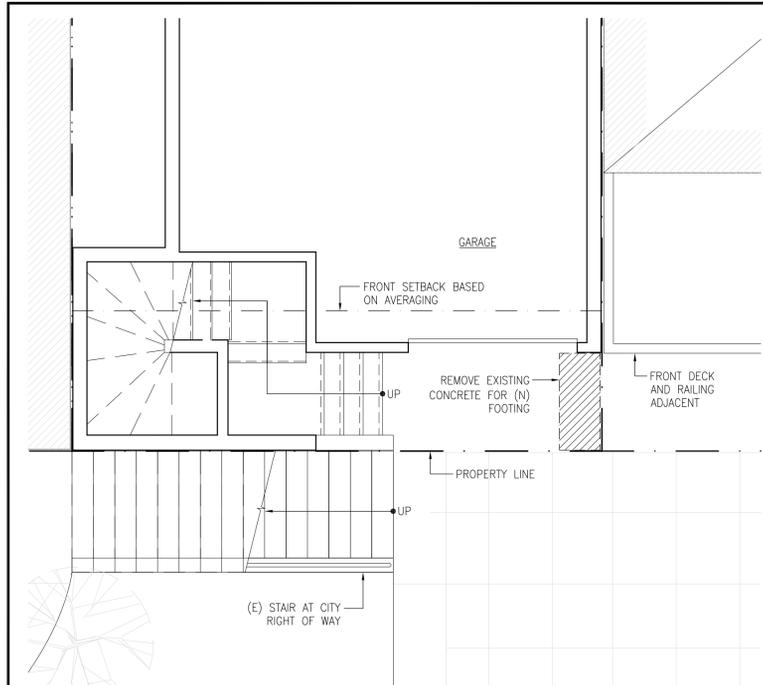 GARAGE
FRONT SETBACK BASED
ON AVERAGING
REMOVE EXISTING
CONCRETE FOR (N)
FOOTING
FRONT DECK
AND RAILING
ADJACENT
UP
PROPERTY LINE
UP
(E) STAIR AT CITY
RIGHT OF WAY